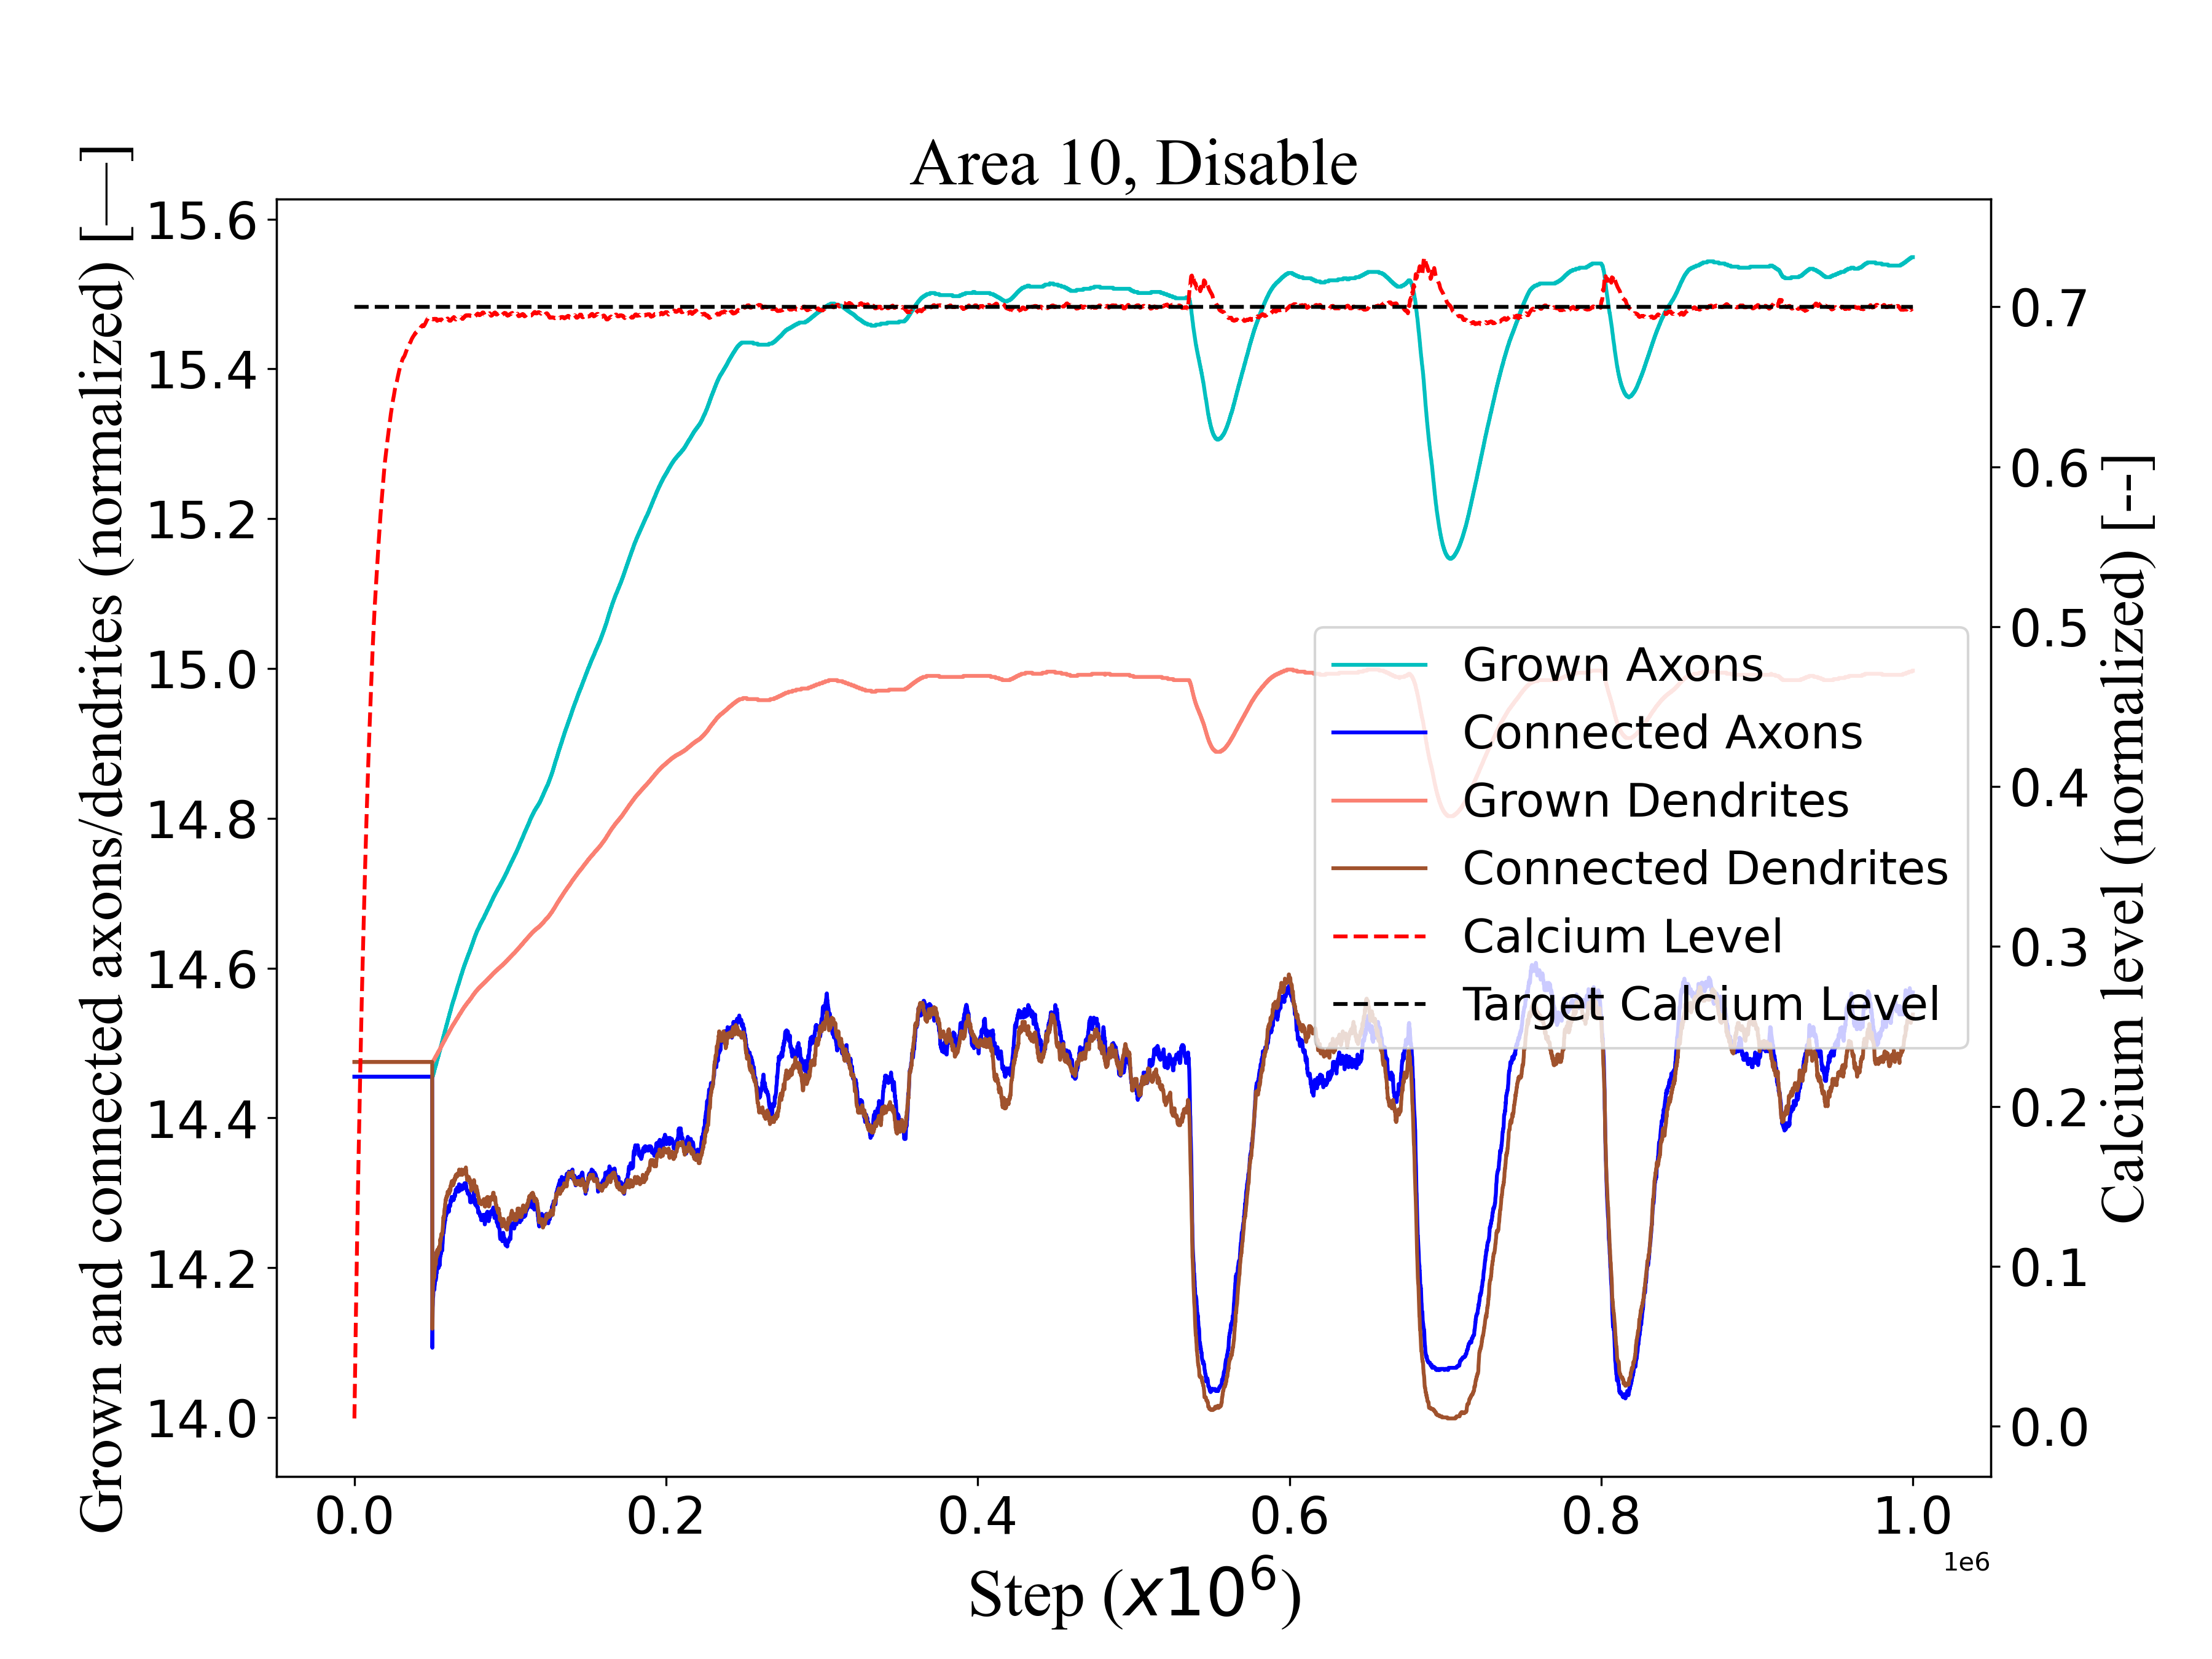 Area 10, Disable
Grown and connected axons/dendrites (normalized) [—]
15.6
15.4
15.2
15.0
14.8
14.6
14.4
14.2
14.0
Grown Axons
Connected Axons
Grown Dendrites
Connected Dendrites
Calcium Level
Target Calcium Level
0.7
0.6
0.5
0.4
0.3
0.2
0.1
0.0
Calcium level (normalized) [--]
0.0 0.2 0.4 0.6 0.8 1.0
1e6
Step (x10⁶)